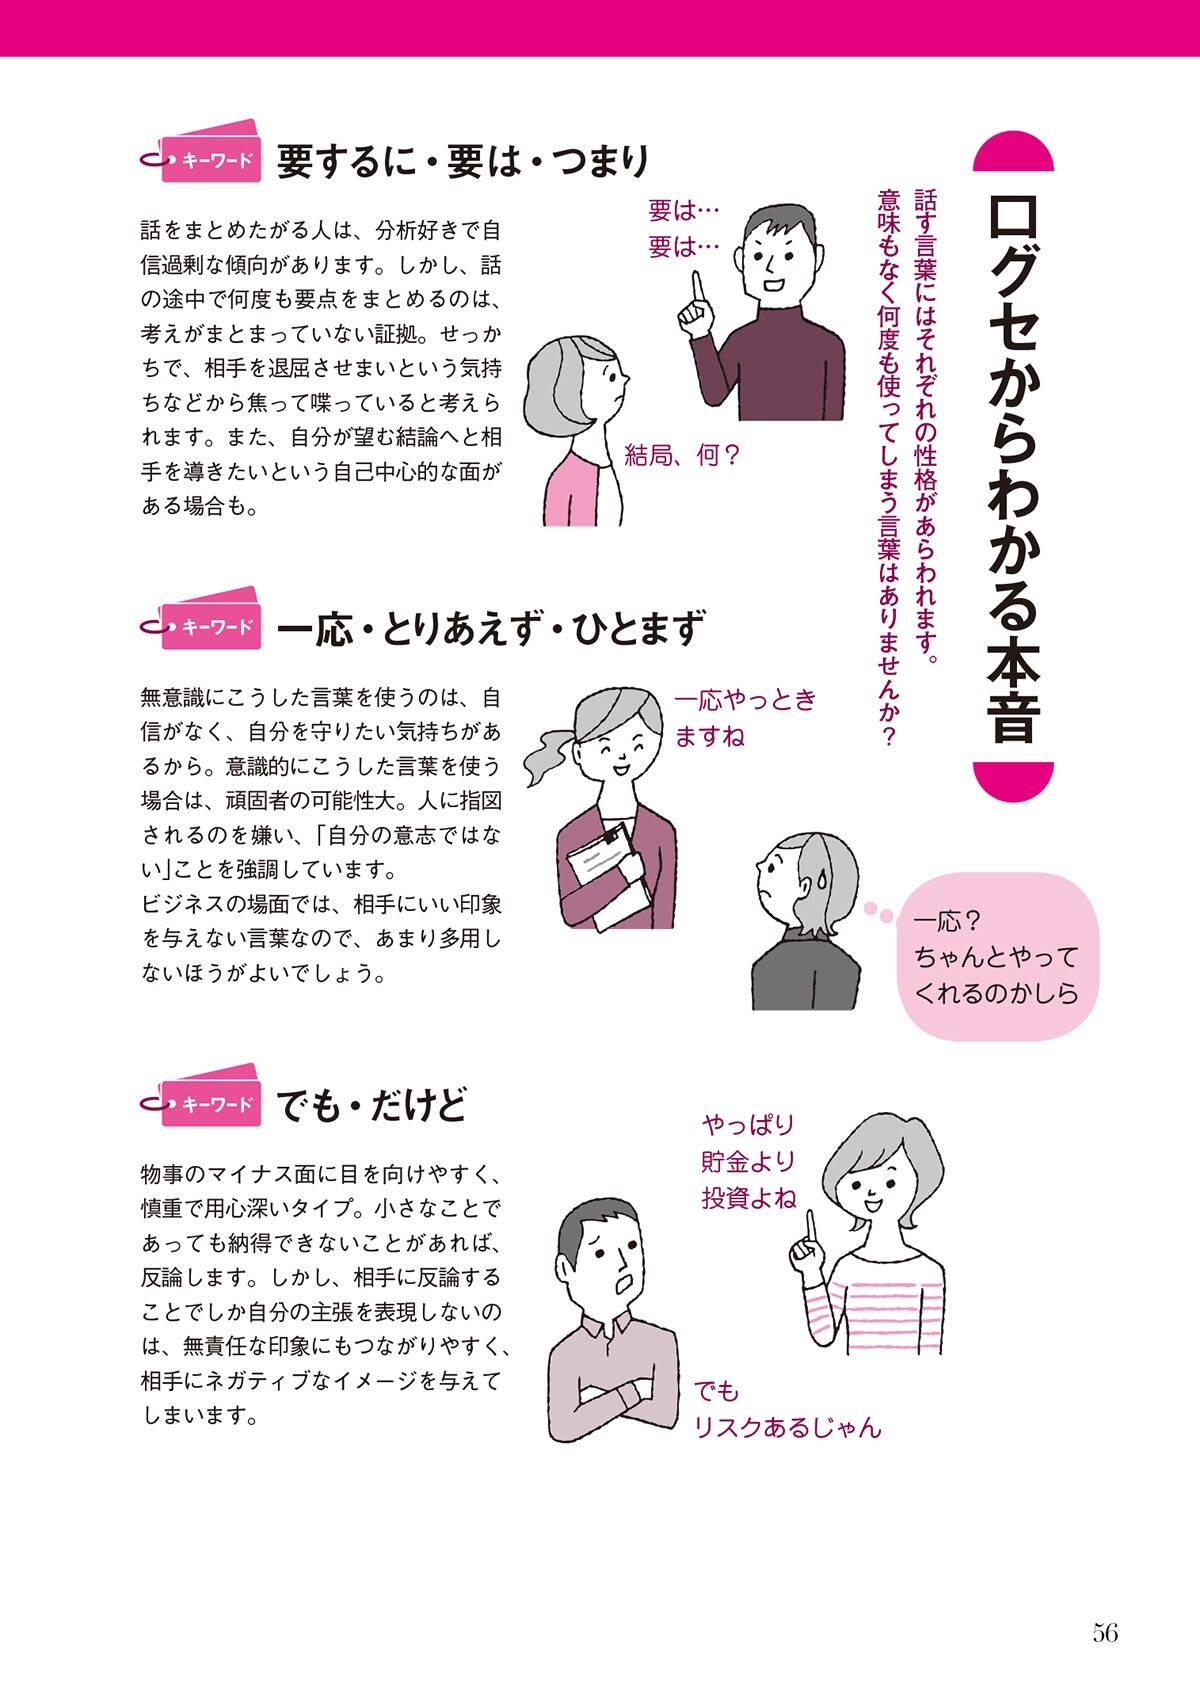 口グセからわかる本音
話す言葉にはそれぞれの性格があらわれます。
意味もなく何度も使ってしまう言葉はありませんか？
キーワード
要するに・要は・つまり
話をまとめたがる人は、分析好きで自
信過剰な傾向があります。しかし、話
の途中で何度も要点をまとめるのは、
考えがまとまっていない証拠。せっか
ちで、相手を退屈させまいという気持
ちなどから焦って喋っていると考えら
れます。また、自分が望む結論へと相
手を導きたいという自己中心的な面が
ある場合も。
要は…
要は…
結局、何？
キーワード
一応・とりあえず・ひとまず
無意識にこうした言葉を使うのは、自
信がなく、自分を守りたい気持ちがあ
るから。意識的にこうした言葉を使う
場合は、頑固者の可能性大。人に指図
されるのを嫌い、「自分の意志ではな
い」ことを強調しています。
ビジネスの場面では、相手にいい印象
を与えない言葉なので、あまり多用し
ないほうがよいでしょう。
一応やっとき
ますね
一応？
ちゃんとやって
くれるのかしら
キーワード
でも・だけど
物事のマイナス面に目を向けやすく、
慎重で用心深いタイプ。小さなことで
あっても納得できないことがあれば、
反論します。しかし、相手に反論する
ことでしか自分の主張を表現しないの
は、無責任な印象にもつながりやすく、
相手にネガティブなイメージを与えて
しまいます。
やっぱり
貯金より
投資よね
でも
リスクあるじゃん
56